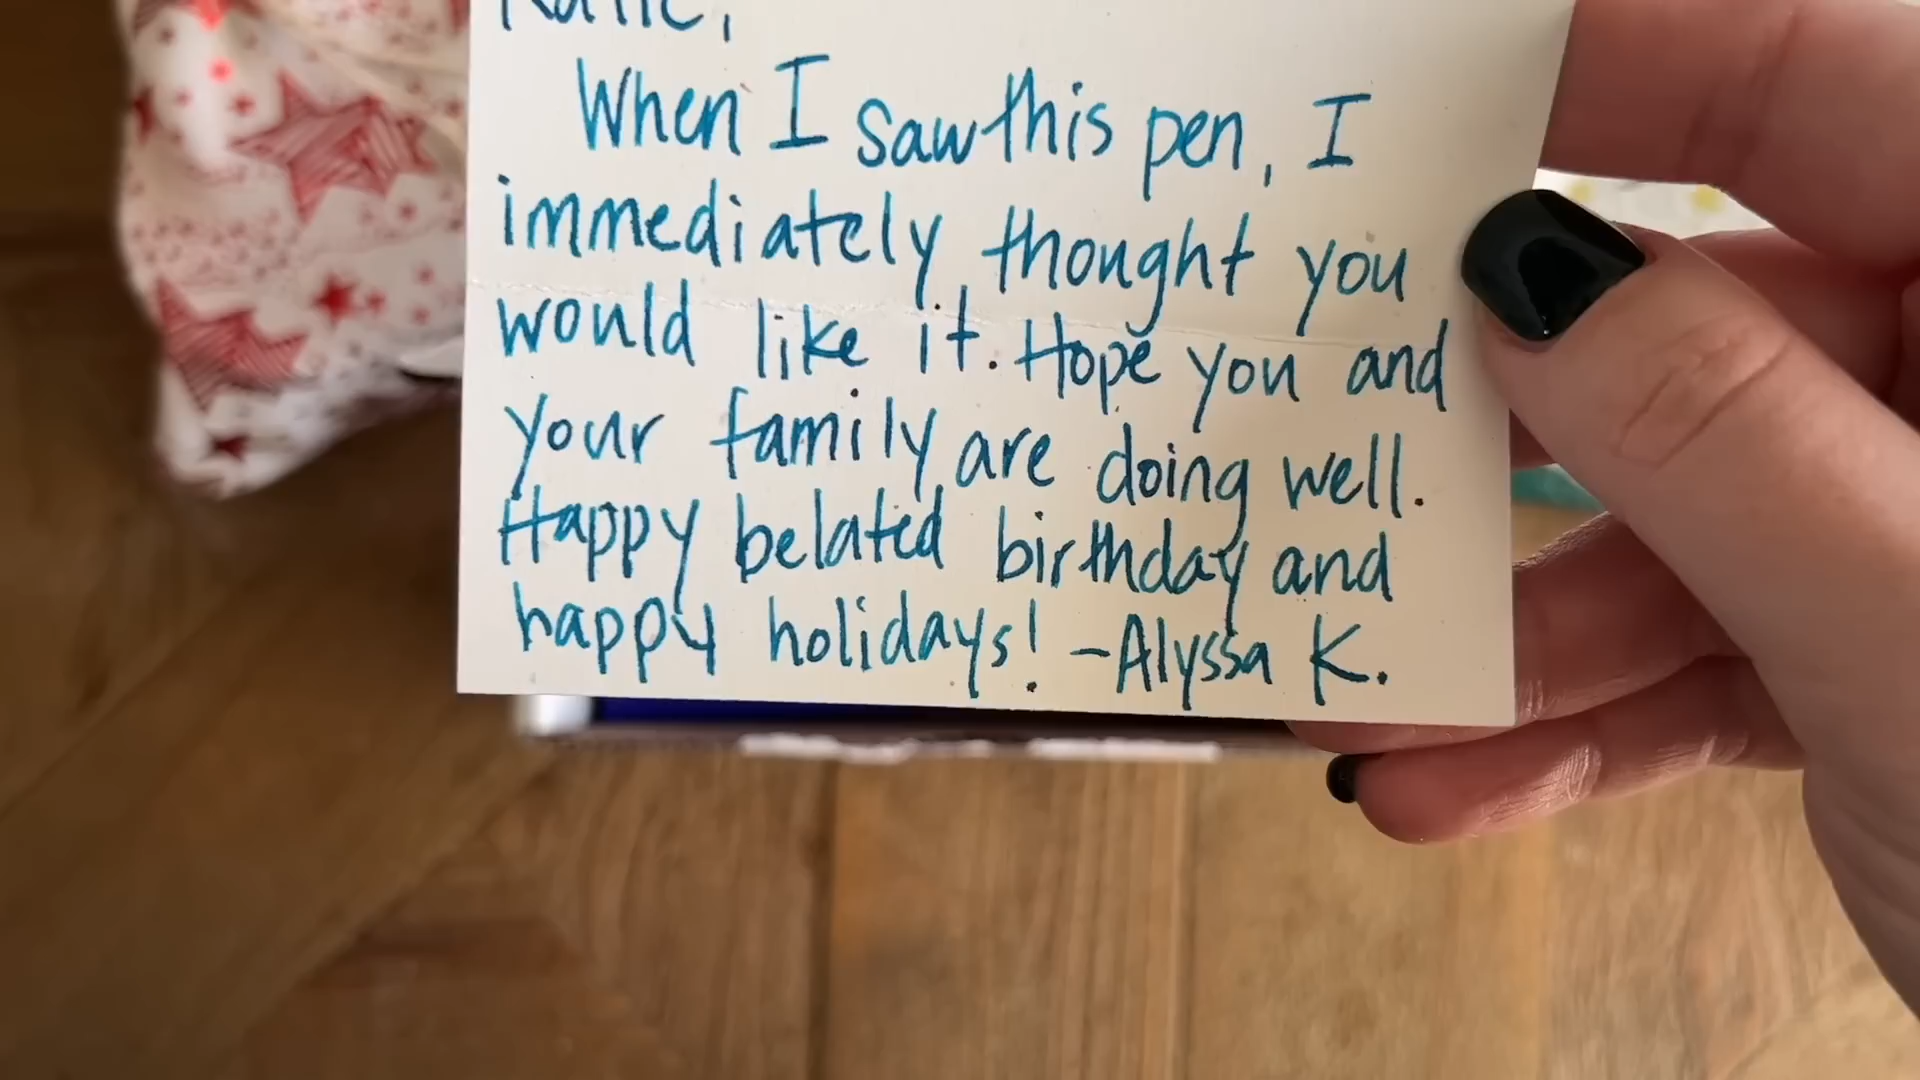 Katie,
When I saw this pen, I
immediately thought you
would like it. Hope you and
your family are doing well.
Happy belated birthday and
happy holidays! -Alyssa K.